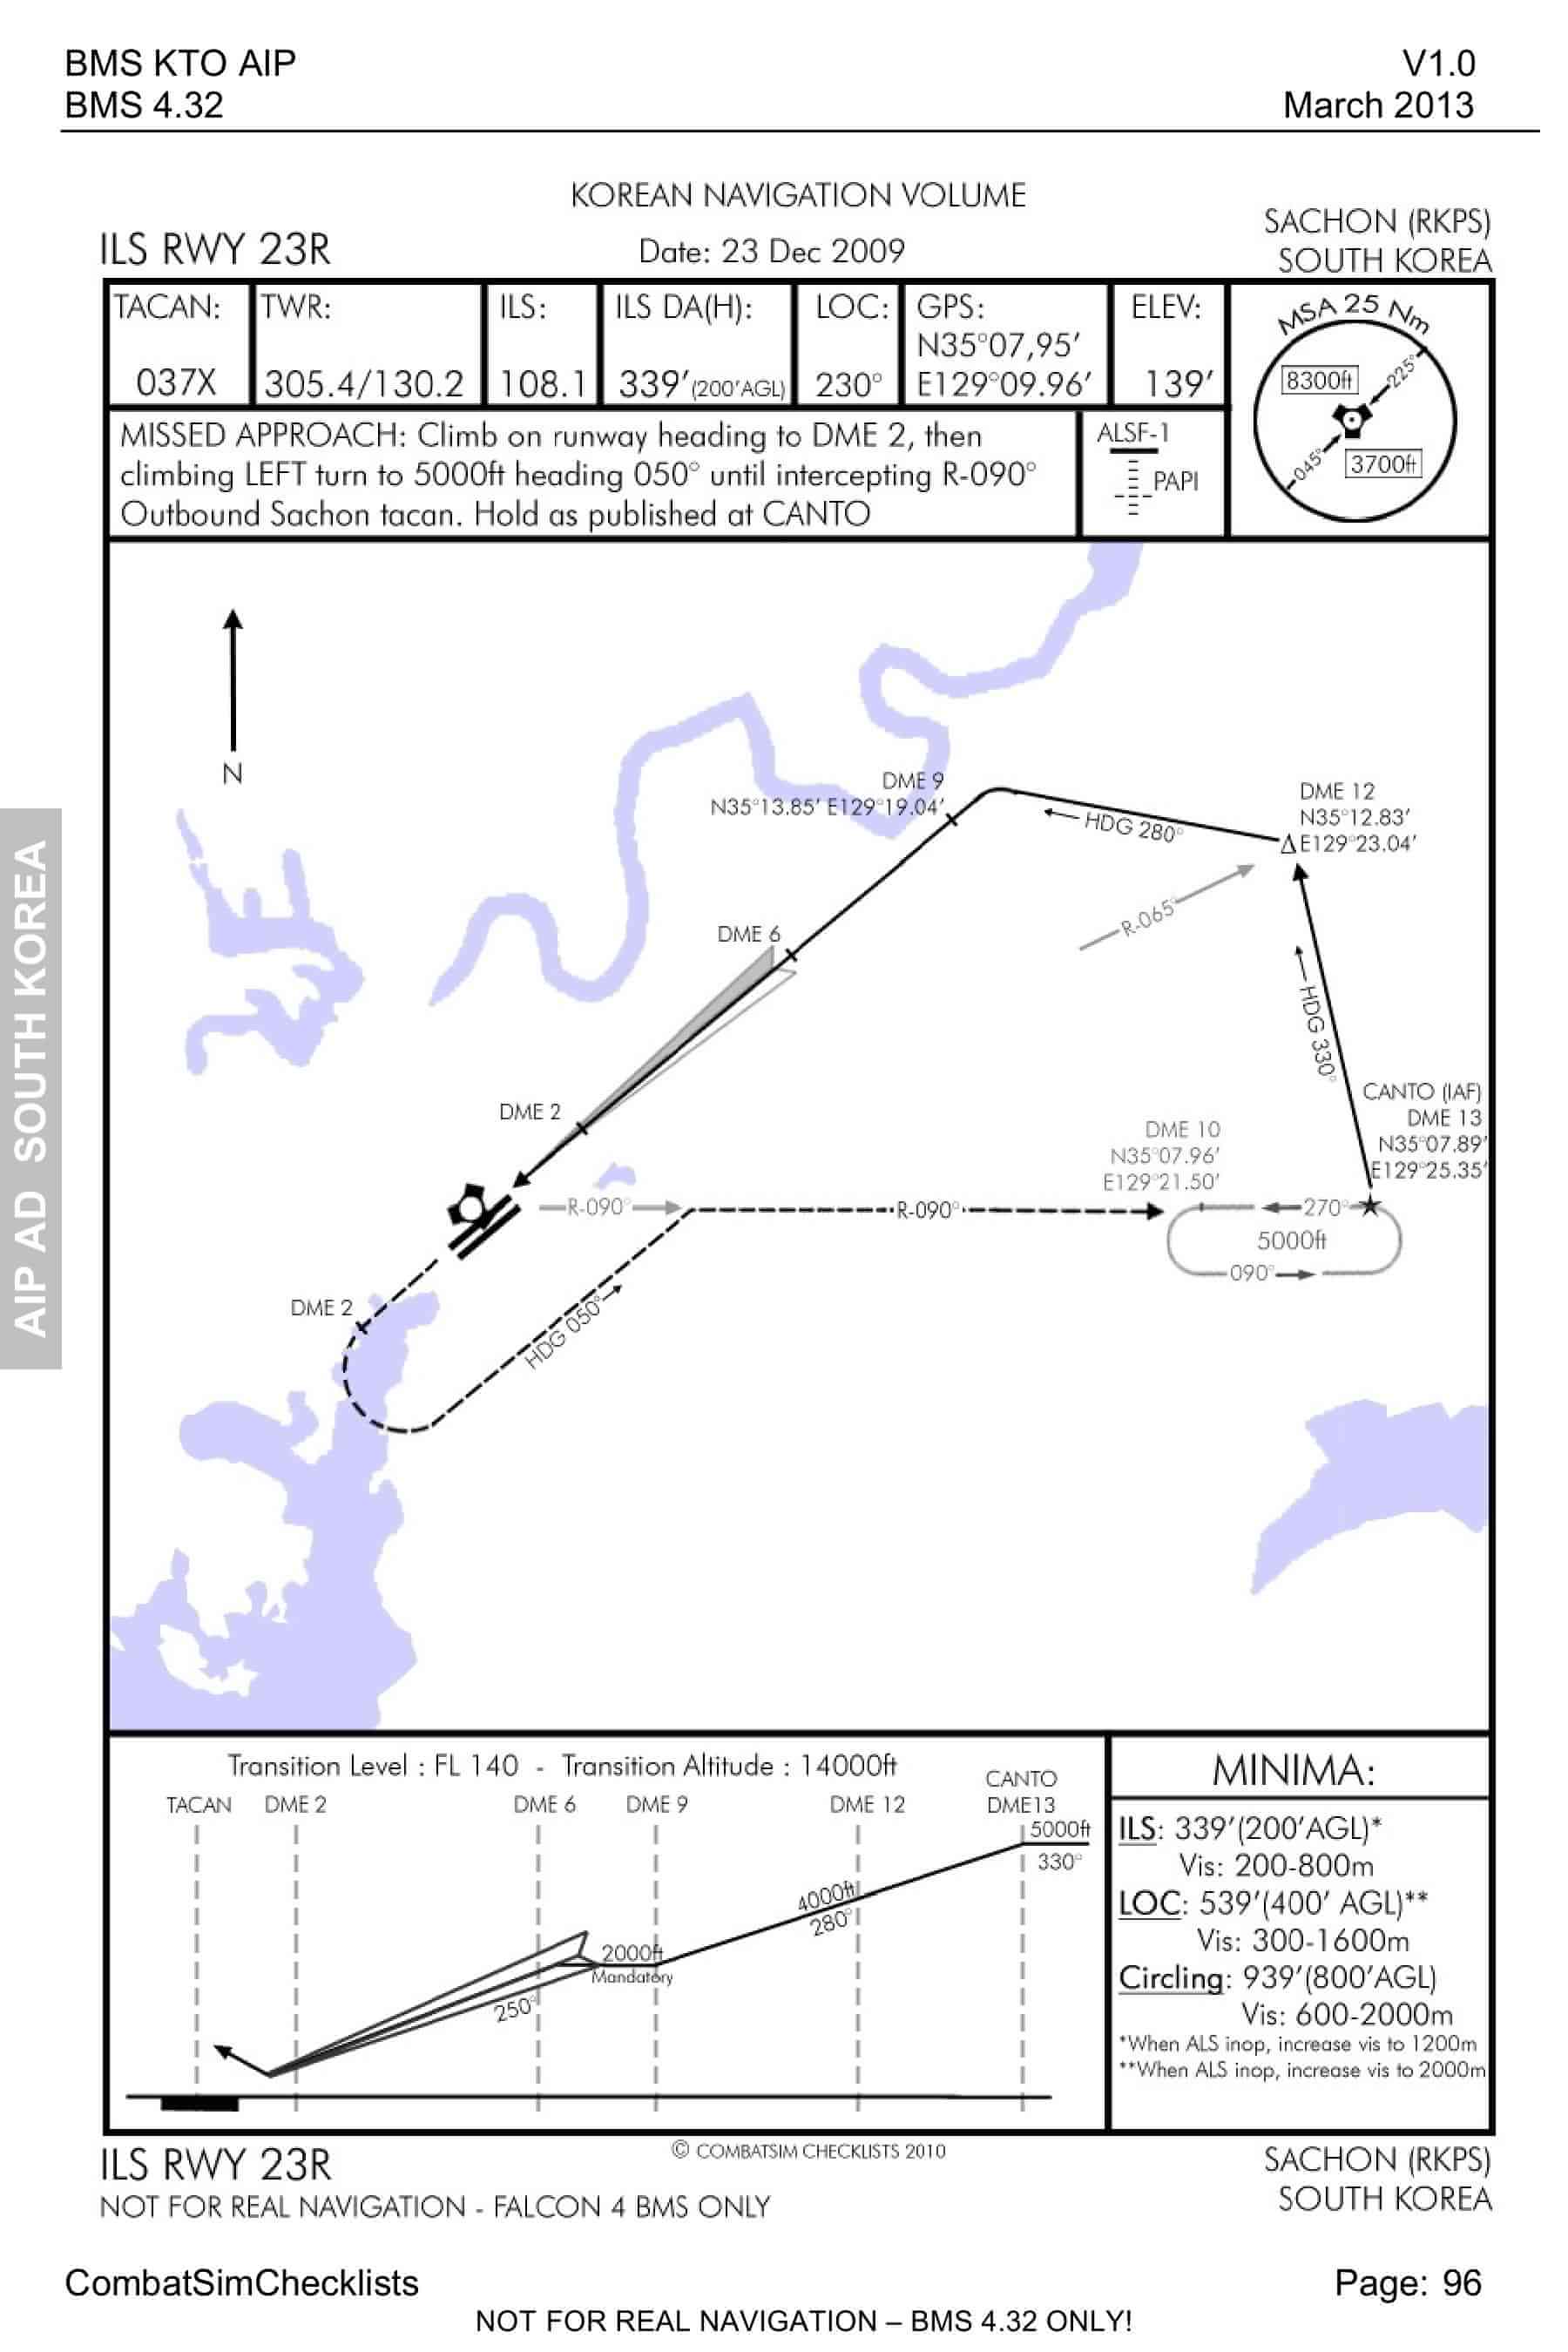 BMS KTO AIP
V1.0
BMS 4.32
March 2013
KOREAN NAVIGATION VOLUME
ILS RWY 23R
Date: 23 Dec 2009
SACHON (RKPS)
SOUTH KOREA
TACAN:
037X
TWR:
305.4/130.2
ILS:
108.1
ILS DA(H):
339'(200'AGL)
LOC:
230°
GPS:
N35°07,95'
E129°09.96'
ELEV:
139'
MSA 25 Nm
8300ft
225°
045°
3700ft
MISSED APPROACH: Climb on runway heading to DME 2, then
climbing LEFT turn to 5000ft heading 050° until intercepting R-090°
Outbound Sachon tacan. Hold as published at CANTO
ALSF-1
PAPI
N
DME 9
N35°13.85' E129°19.04'
HDG 280°
DME 12
N35°12.83'
E129°23.04'
R-065°
DME 6
HDG 330°
DME 2
CANTO (IAF)
DME 13
N35°07.89'
E129°25.35'
DME 10
N35°07.96'
E129°21.50'
R-090°
R-090°
270°
5000ft
090°
DME 2
HDG 050°
AIP AD SOUTH KOREA
Transition Level : FL 140 - Transition Altitude : 14000ft
TACAN
DME 2
DME 6
DME 9
DME 12
CANTO
DME13
5000ft
330°
4000ft
280°
2000ft
Mandatory
250°
MINIMA:
ILS: 339'(200'AGL)*
Vis: 200-800m
LOC: 539'(400' AGL)**
Vis: 300-1600m
Circling: 939'(800'AGL)
Vis: 600-2000m
*When ALS inop, increase vis to 1200m
**When ALS inop, increase vis to 2000m
ILS RWY 23R
© COMBATSIM CHECKLISTS 2010
SACHON (RKPS)
SOUTH KOREA
NOT FOR REAL NAVIGATION - FALCON 4 BMS ONLY
CombatSimChecklists
Page: 96
NOT FOR REAL NAVIGATION – BMS 4.32 ONLY!